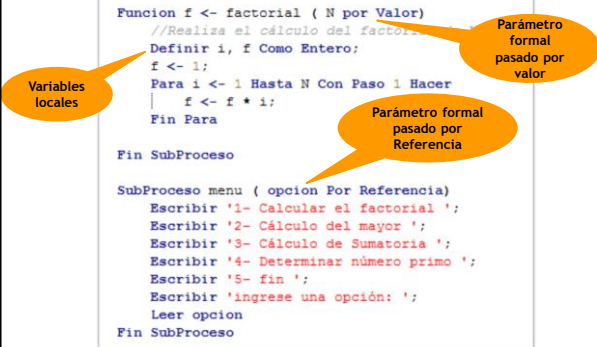 Funcion f <- factorial ( N por Valor)
//Realiza el cálculo del factorial
Definir i, f Como Entero;
f <- 1;
Para i <- 1 Hasta N Con Paso 1 Hacer
f <- f * i;
Fin Para
Fin SubProceso
SubProceso menu ( opcion Por Referencia)
Escribir '1- Calcular el factorial ';
Escribir '2- Cálculo del mayor ';
Escribir '3- Cálculo de Sumatoria ';
Escribir '4- Determinar número primo ';
Escribir '5- fin ';
Escribir 'ingrese una opción: ';
Leer opcion
Fin SubProceso
Parámetro
formal
pasado por
valor
Variables
locales
Parámetro formal
pasado por
Referencia